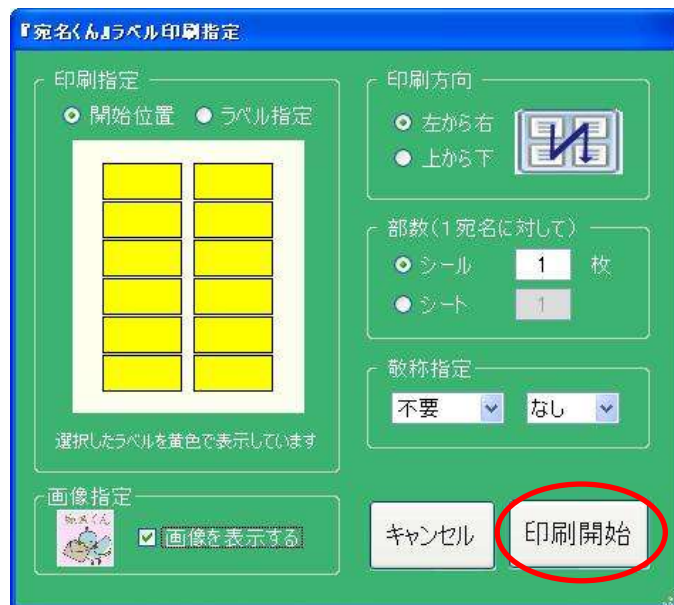 『宛名くん』ラベル印刷指定
印刷指定
開始位置 ラベル指定
選択したラベルを黄色で表示しています
画像指定
宛名くん
画像を表示する
印刷方向
左から右
上から下
部数(1宛名に対して)
シール 1 枚
シート 1
敬称指定
不要 なし
キャンセル 印刷開始